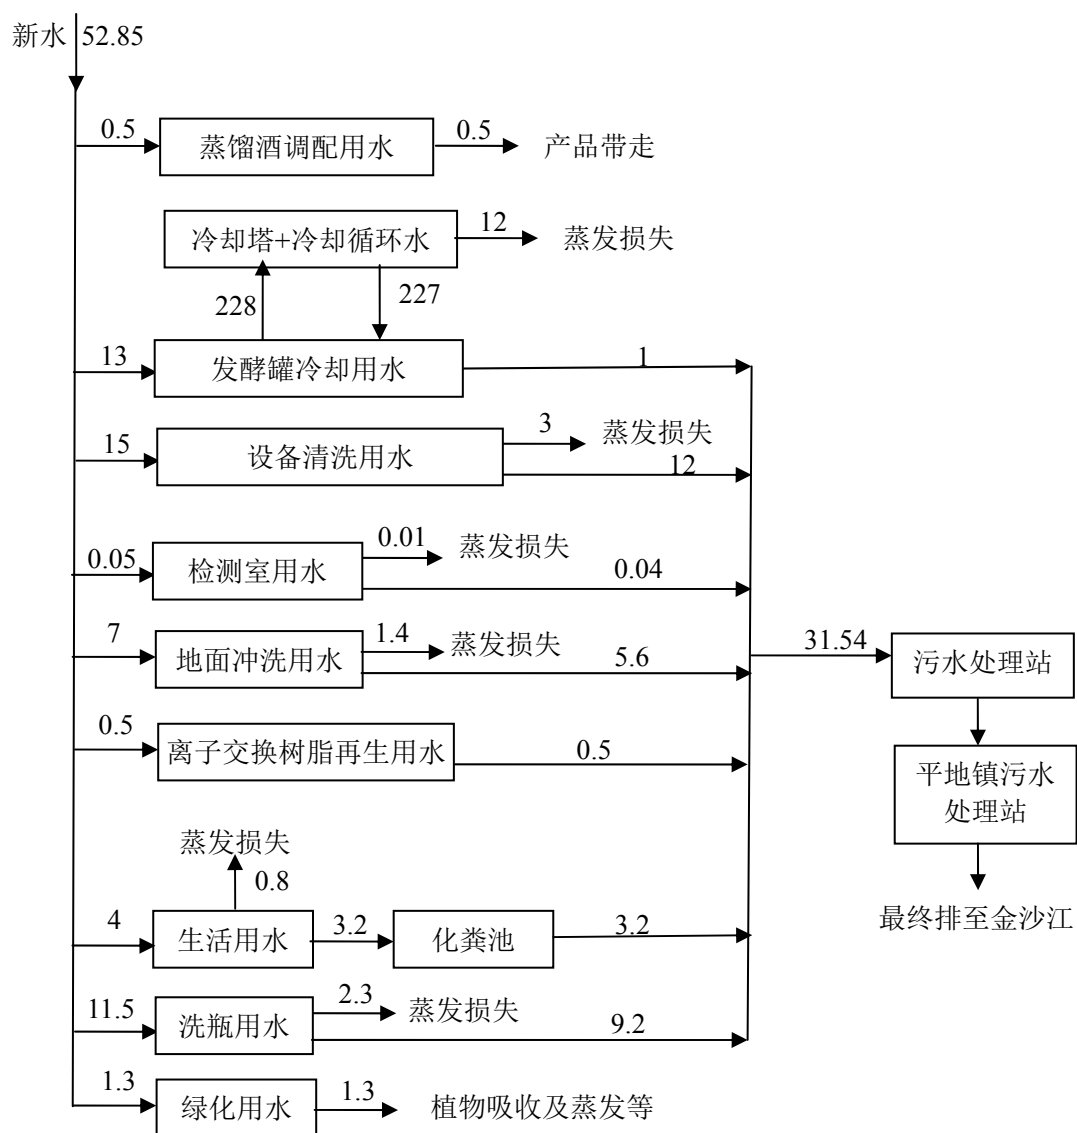 新水 52.85
0.5 蒸馏酒调配用水 0.5 产品带走
冷却塔+冷却循环水 12 蒸发损失
228 227
13 发酵罐冷却用水 1
15 设备清洗用水 3 蒸发损失
12
0.05 检测室用水 0.01 蒸发损失
0.04
7 地面冲洗用水 1.4 蒸发损失
5.6
31.54 污水处理站
0.5 离子交换树脂再生用水 0.5
平地镇污水
处理站
蒸发损失
0.8
最终排至金沙江
4 生活用水 3.2 化粪池 3.2
11.5 洗瓶用水 2.3 蒸发损失
9.2
1.3 绿化用水 1.3 植物吸收及蒸发等